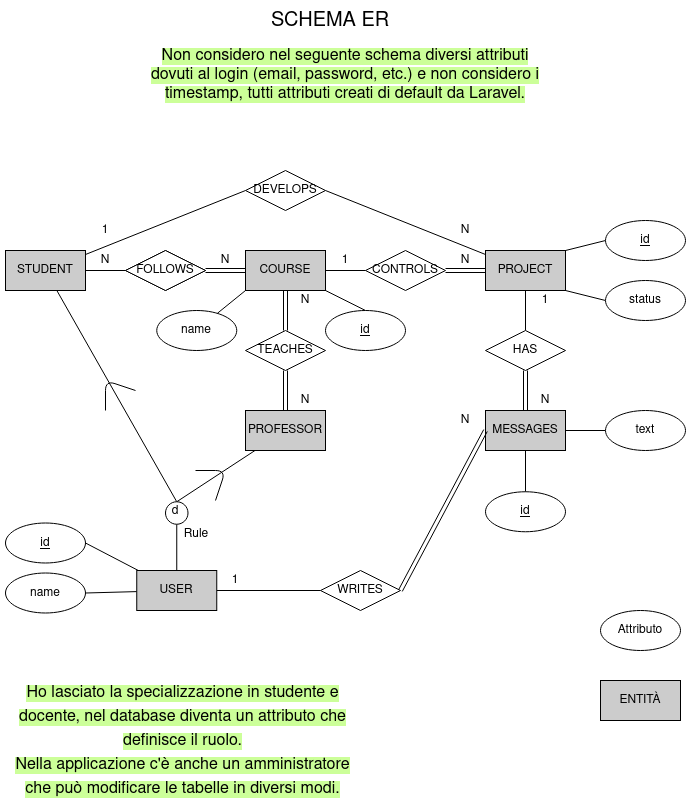 SCHEMA ER
Non considero nel seguente schema diversi attributi
dovuti al login (email, password, etc.) e non considero i
timestamp, tutti attributi creati di default da Laravel.
DEVELOPS
1
N
N
N
1
N
id
STUDENT
FOLLOWS
COURSE
CONTROLS
PROJECT
N
1
status
name
id
TEACHES
HAS
N
N
N
PROFESSOR
MESSAGES
text
d
id
Rule
id
1
USER
WRITES
name
Attributo
Ho lasciato la specializzazione in studente e
docente, nel database diventa un attributo che
definisce il ruolo.
Nella applicazione c'è anche un amministratore
che può modificare le tabelle in diversi modi.
ENTITÀ